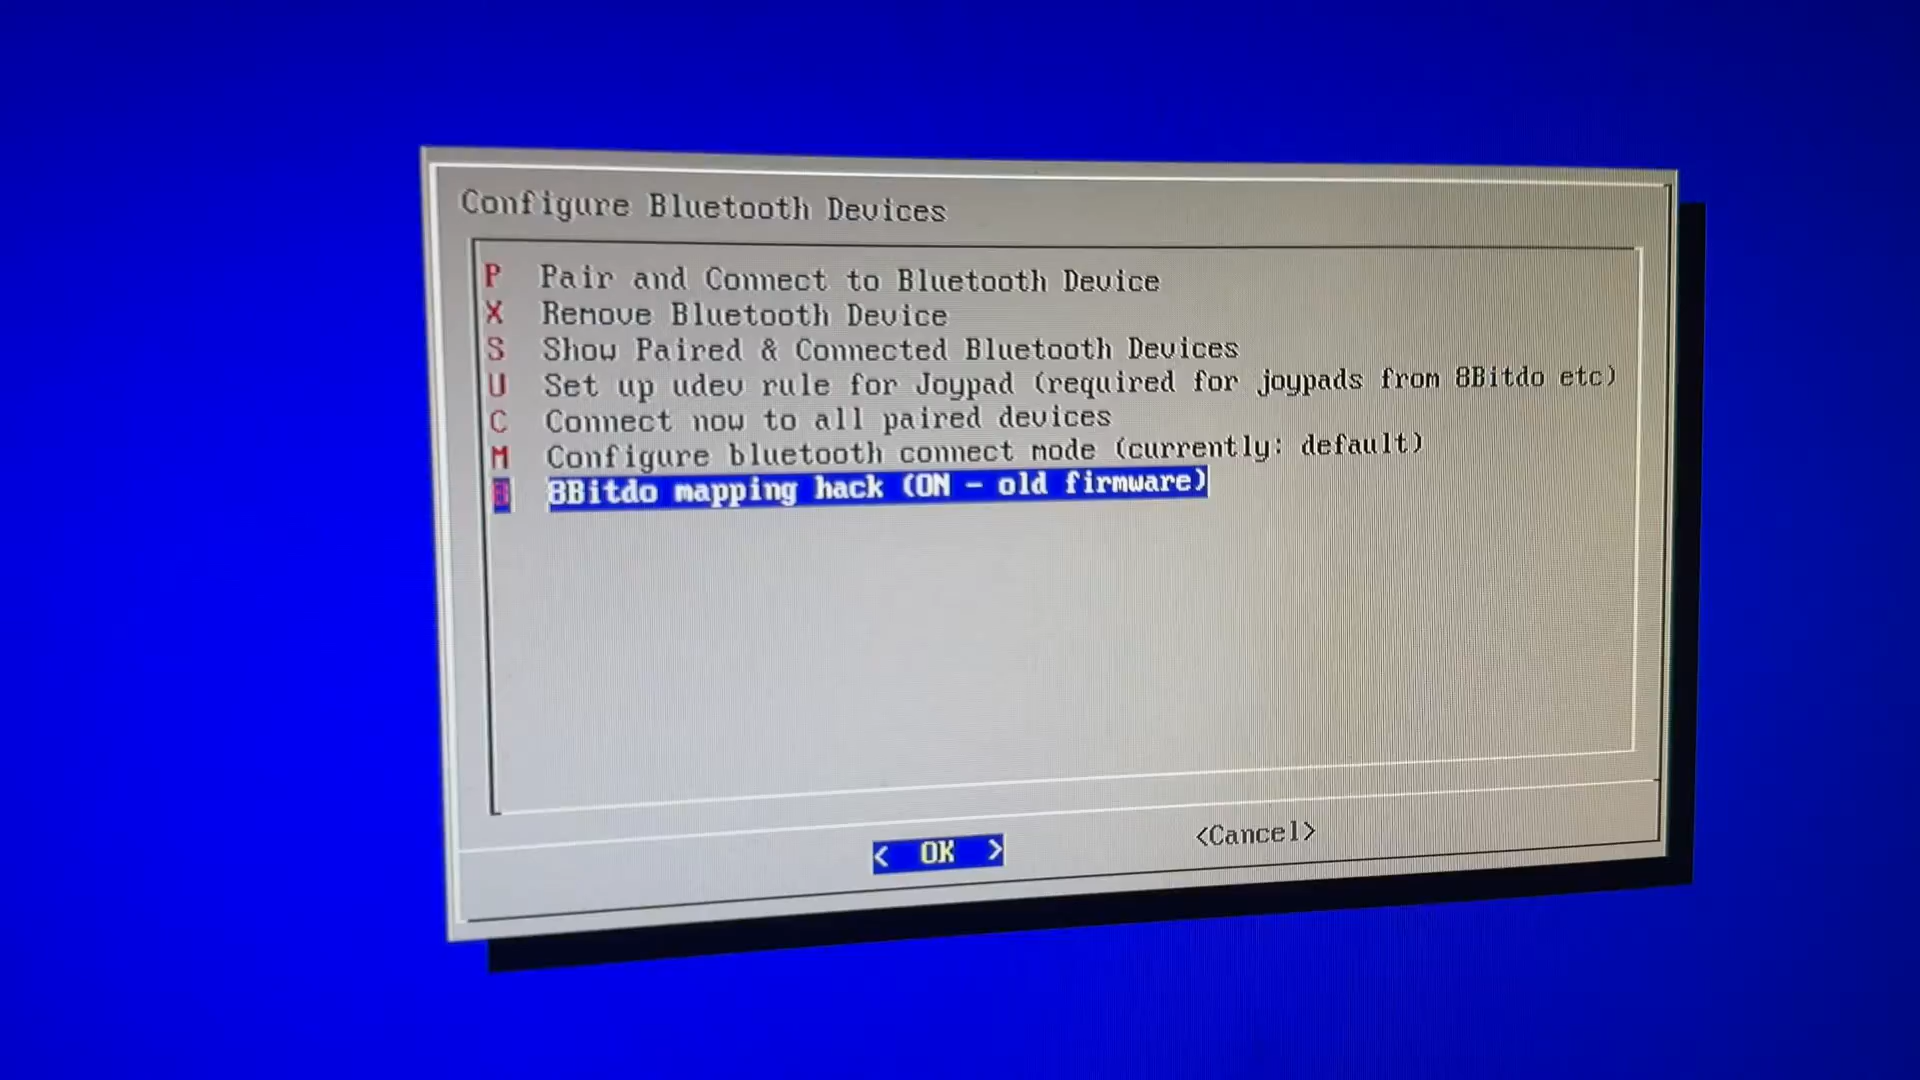 Configure Bluetooth Devices
P Pair and Connect to Bluetooth Device
X Remove Bluetooth Device
S Show Paired & Connected Bluetooth Devices
U Set up udev rule for Joypad (required for joypads from 8Bitdo etc)
C Connect now to all paired devices
M Configure bluetooth connect mode (currently: default)
8 8Bitdo mapping hack (ON - old firmware)
< OK > <Cancel>